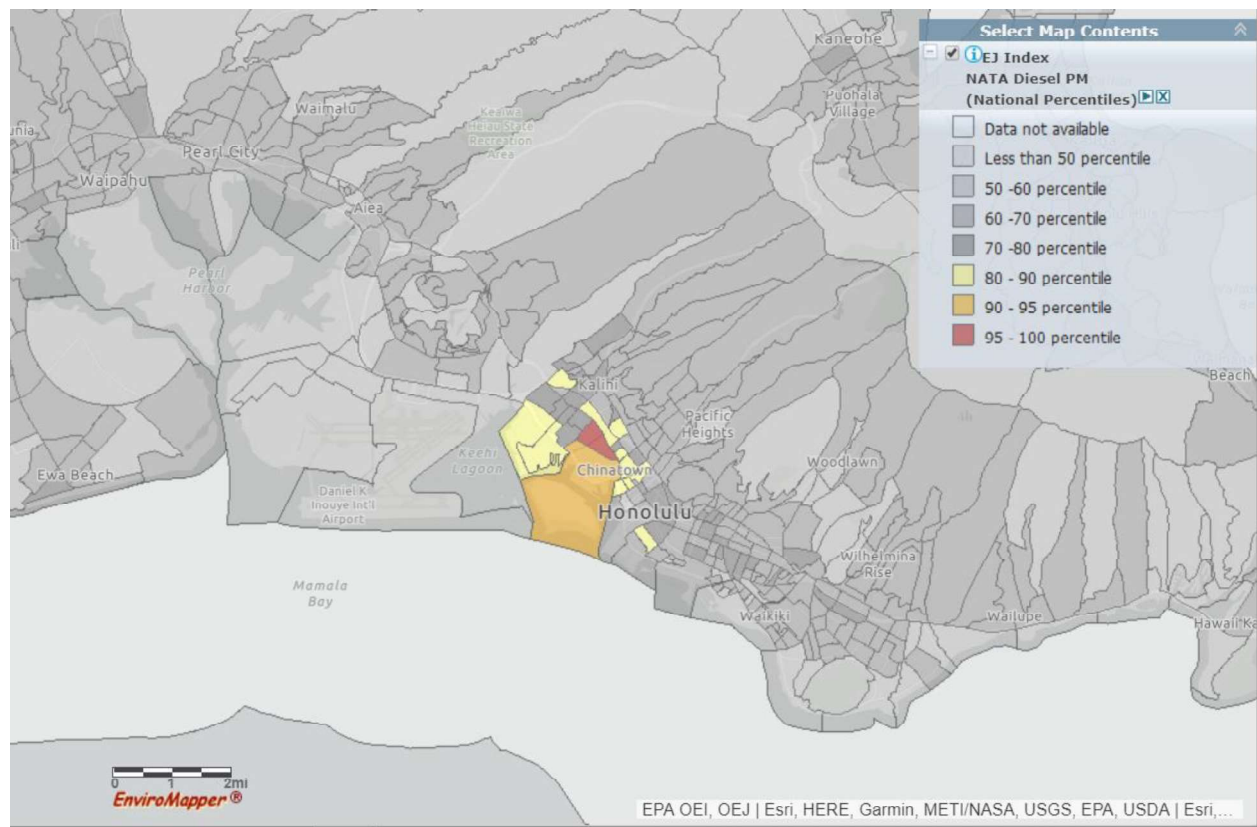 Select Map Contents
EJ Index
NATA Diesel PM
(National Percentiles)
Data not available
Less than 50 percentile
50 -60 percentile
60 -70 percentile
70 -80 percentile
80 - 90 percentile
90 - 95 percentile
95 - 100 percentile
Kaneohe
Puohala
Village
Waimalu
Keaiwa
Heiau State
Recreation
Area
Pearl City
Waipahu
Aiea
Pearl
Harbor
Beach
Kalihi
Pacific
Heights
Keehi
Lagoon
Chinatown
Woodlawn
Ewa Beach
Daniel K
Inouye Int'l
Airport
Honolulu
Wilhelmina
Rise
Mamala
Bay
Waikiki
Wailupe
Hawaii Ka
0 1 2mi
EnviroMapper ®
EPA OEI, OEJ | Esri, HERE, Garmin, METI/NASA, USGS, EPA, USDA | Esri,...